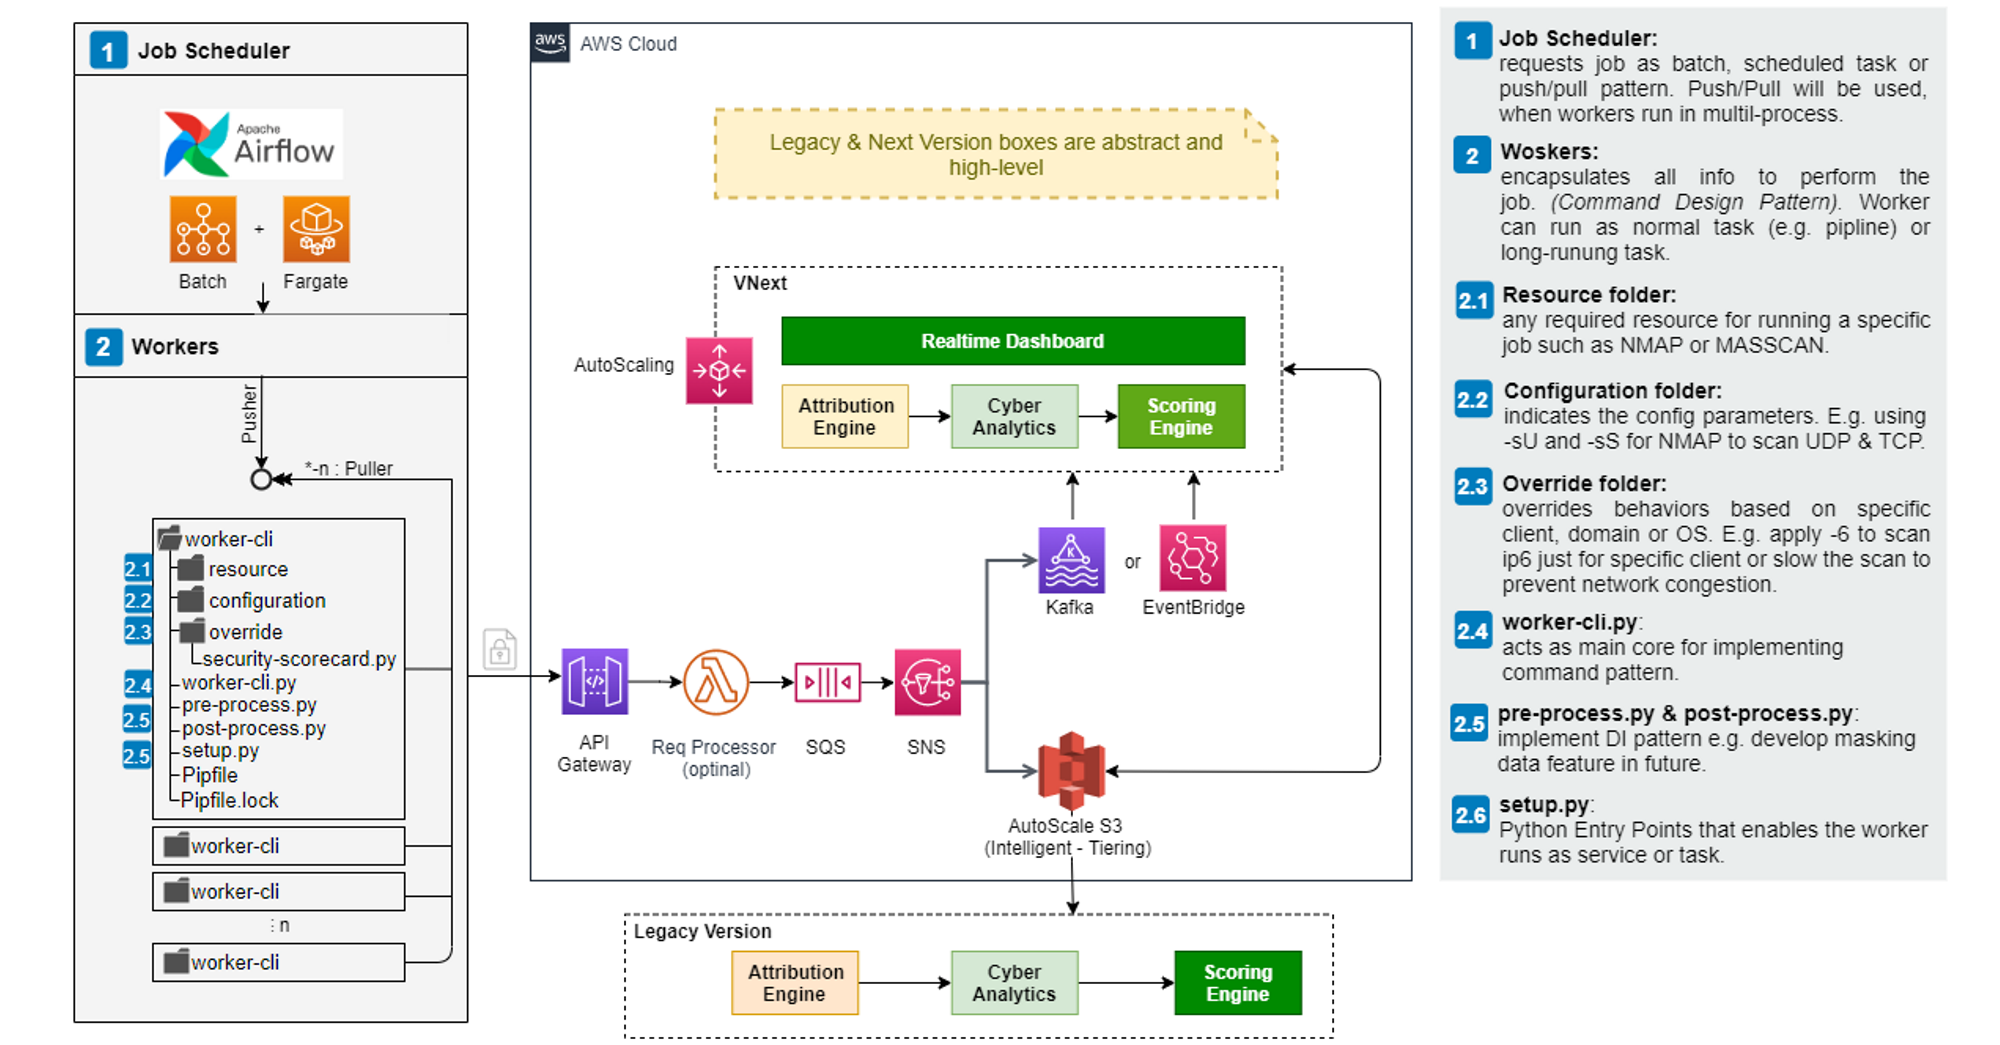 1 Job Scheduler
Apache
Airflow
+
Batch
Fargate
2 Workers
Pusher
*-n : Puller
worker-cli
2.1 resource
2.2 configuration
2.3 override
security-scorecard.py
2.4 worker-cli.py
pre-process.py
2.5 post-process.py
2.5 setup.py
Pipfile
Pipfile.lock
worker-cli
worker-cli
⋮n
worker-cli
aws AWS Cloud
Legacy & Next Version boxes are abstract and
high-level
VNext
AutoScaling
Realtime Dashboard
Attribution
Engine
Cyber
Analytics
Scoring
Engine
K
Kafka
or
EventBridge
</>
API
Gateway
Req Processor
(optinal)
SQS
SNS
AutoScale S3
(Intelligent - Tiering)
Legacy Version
Attribution
Engine
Cyber
Analytics
Scoring
Engine
1 Job Scheduler:
requests job as batch, scheduled task or
push/pull pattern. Push/Pull will be used,
when workers run in multil-process.
2 Woskers:
encapsulates all info to perform the
job. (Command Design Pattern). Worker
can run as normal task (e.g. pipline) or
long-runung task.
2.1 Resource folder:
any required resource for running a specific
job such as NMAP or MASSCAN.
2.2 Configuration folder:
indicates the config parameters. E.g. using
-sU and -sS for NMAP to scan UDP & TCP.
2.3 Override folder:
overrides behaviors based on specific
client, domain or OS. E.g. apply -6 to scan
ip6 just for specific client or slow the scan to
prevent network congestion.
2.4 worker-cli.py:
acts as main core for implementing
command pattern.
2.5 pre-process.py & post-process.py:
implement DI pattern e.g. develop masking
data feature in future.
2.6 setup.py:
Python Entry Points that enables the worker
runs as service or task.